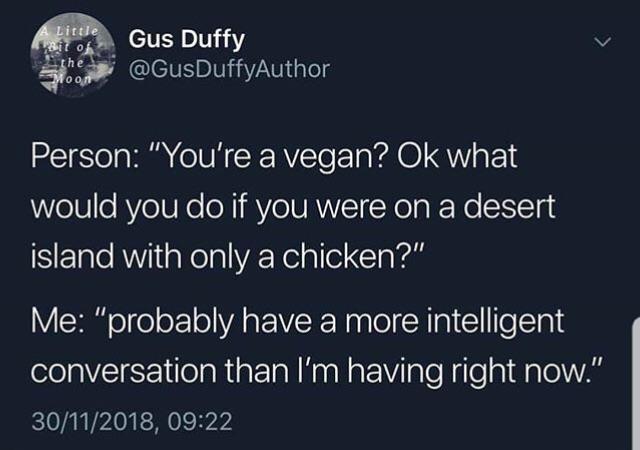 A Little
Bit of
the
Moon
Gus Duffy
@GusDuffyAuthor
Person: “You're a vegan? Ok what
would you do if you were on a desert
island with only a chicken?”
Me: “probably have a more intelligent
conversation than I'm having right now.”
30/11/2018, 09:22